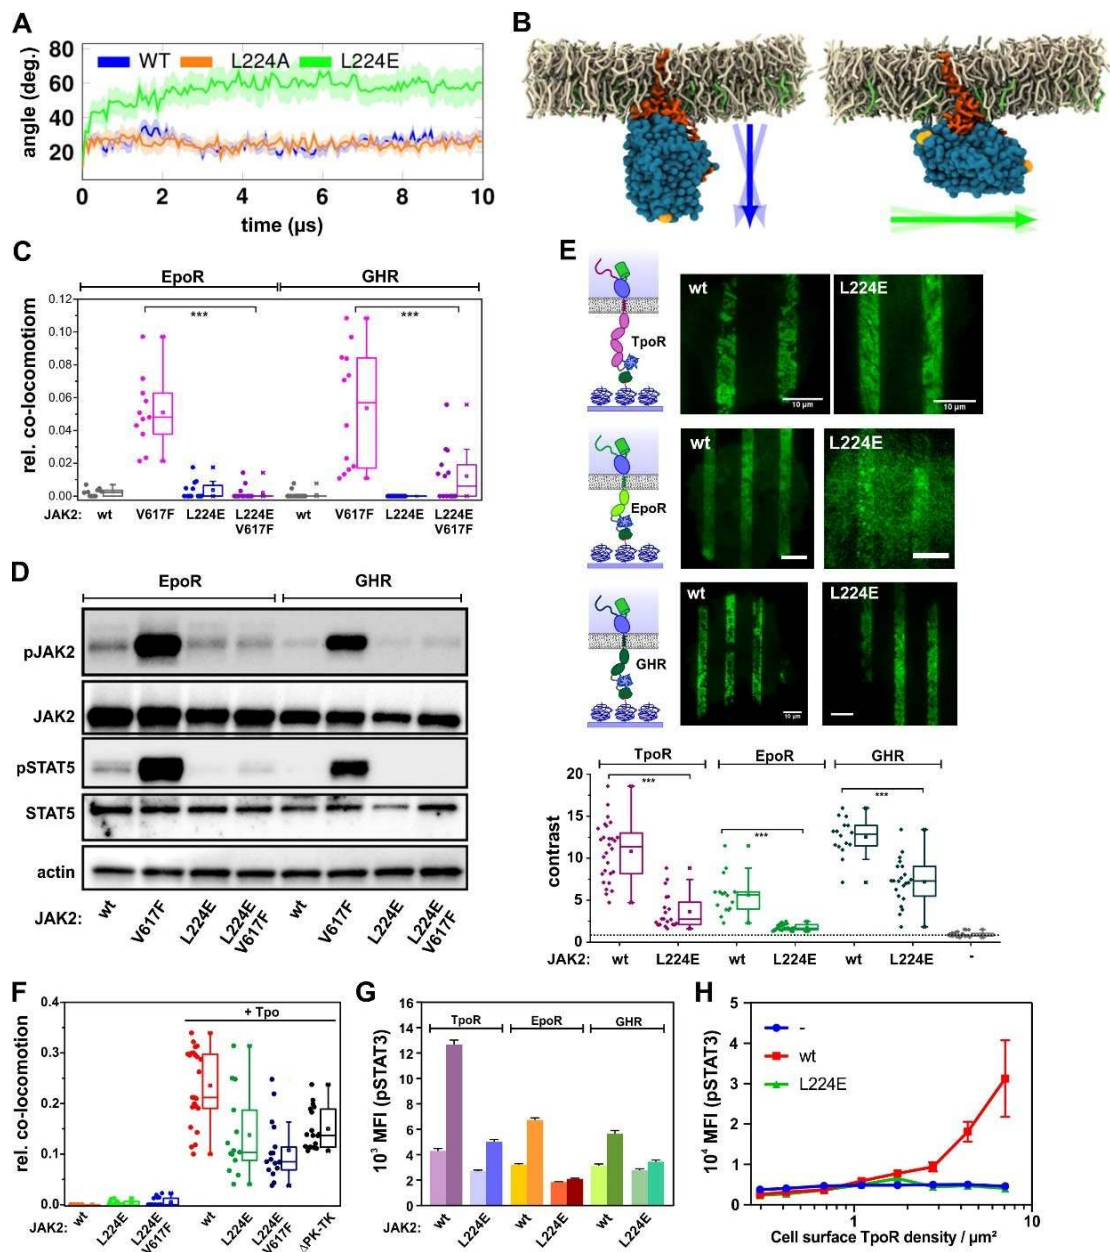 A
80
60
40
20
angle (deg.)
WT L224A L224E
0 2 4 6 8 10
time (µs)
B
C
EpoR GHR
0.12
0.10
0.08
0.06
0.04
0.02
0.00
rel. co-locomotion
*** ***
JAK2: wt V617F L224E L224E V617F wt V617F L224E L224E V617F
D
EpoR GHR
pJAK2
JAK2
pSTAT5
STAT5
actin
JAK2: wt V617F L224E L224E V617F wt V617F L224E L224E V617F
E
TpoR
wt
10 µm
L224E
10 µm
EpoR
wt
L224E
GHR
wt
10 µm
L224E
TpoR EpoR GHR
*** *** ***
20
15
10
5
0
contrast
JAK2: wt L224E wt L224E wt L224E -
F
0.4
0.3
0.2
0.1
0.0
rel. co-locomotion
+ Tpo
JAK2: wt L224E L224E V617F wt L224E L224E V617F ΔPK-TK
G
16
14
12
10
8
6
4
2
0
10³ MFI (pSTAT3)
TpoR EpoR GHR
JAK2: wt L224E wt L224E wt L224E
H
5
4
3
2
1
0
10⁴ MFI (pSTAT3)
-
wt
L224E
1 10
Cell surface TpoR density / µm²